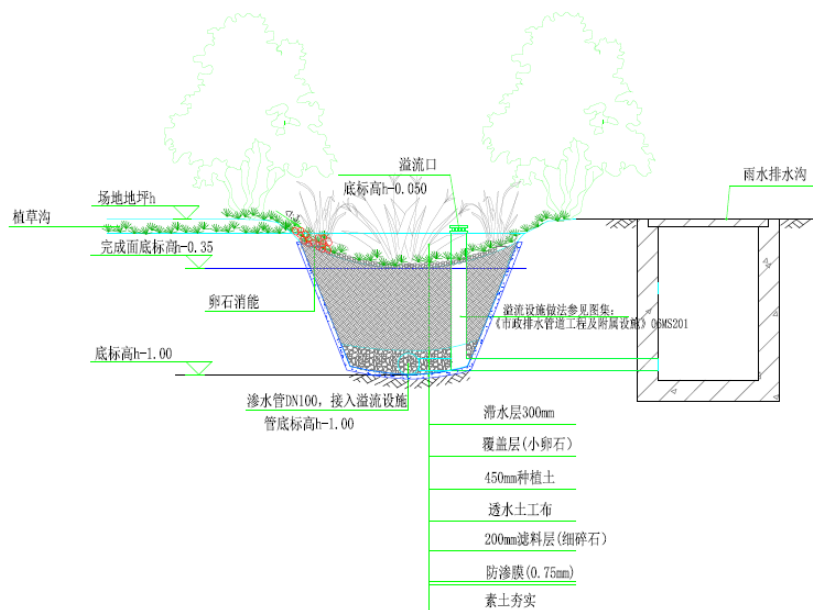 溢流口
底标高h-0.050
雨水排水沟
场地地坪h
植草沟
完成面底标高h-0.35
卵石消能
溢流设施做法参见图集:
《市政排水管道工程及附属设施》06MS201
底标高h-1.00
渗水管DN100, 接入溢流设施
管底标高h-1.00
滞水层300mm
覆盖层(小卵石)
450mm种植土
透水土工布
200mm滤料层(细碎石)
防渗膜(0.75mm)
素土夯实